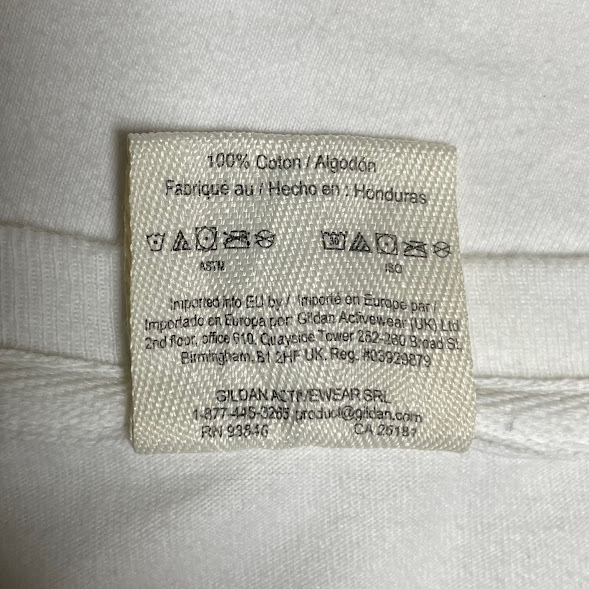 100% Coton / Algodón
Fabriqué au / Hecho en : Honduras
30
ASTM ISO
Imported into EU by / Importé en Europe par /
Importado en Europa por: Gildan Activewear (UK) Ltd.
2nd floor, office 610, Quayside Tower 252-260 Broad St.
Birmingham, B1 2HF UK, Reg. #03929879
GILDAN ACTIVEWEAR SRL
1-877-445-3265 product@gildan.com
RN 93846 CA 26181